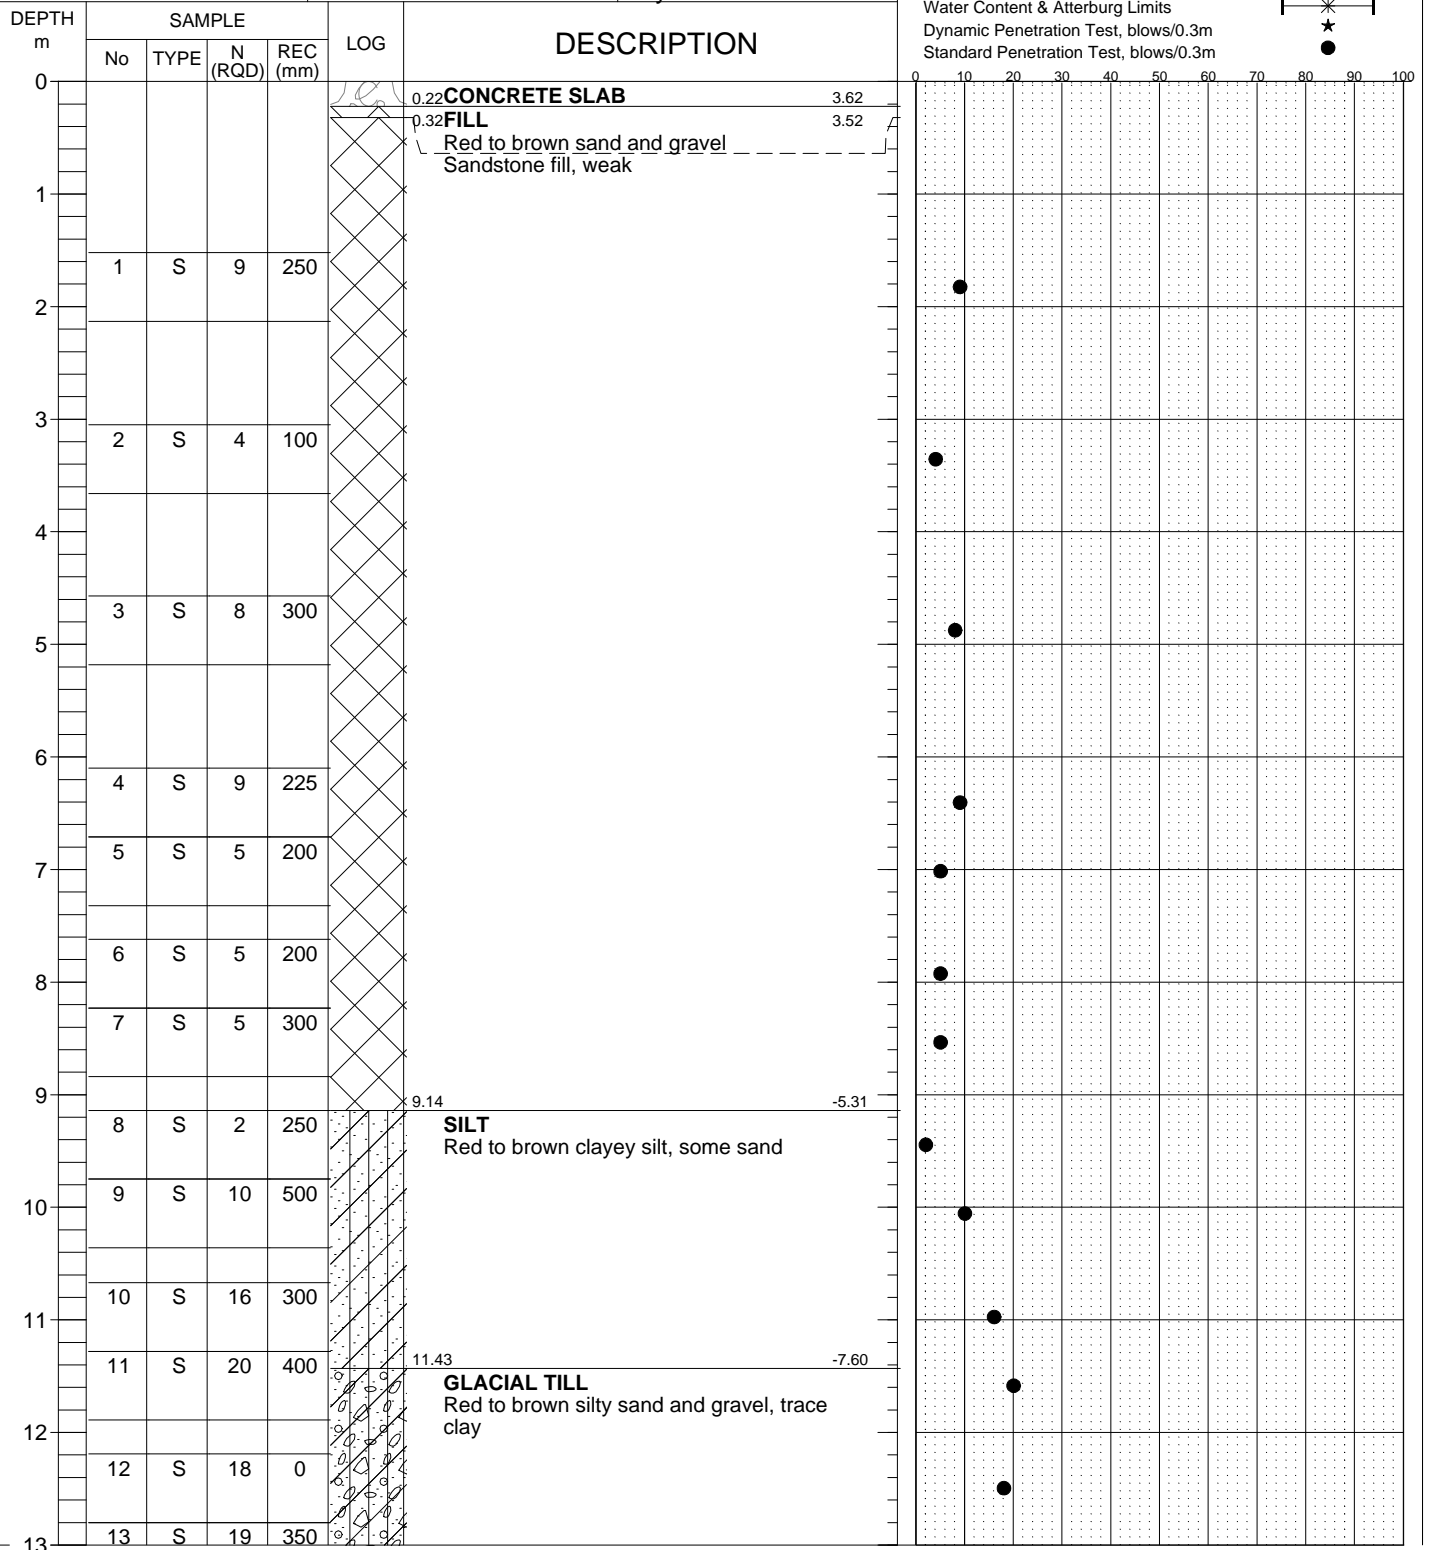 Water Content & Atterburg Limits
Dynamic Penetration Test, blows/0.3m
Standard Penetration Test, blows/0.3m
DEPTH
m
SAMPLE
No TYPE N (RQD) REC (mm)
LOG
DESCRIPTION
0 10 20 30 40 50 60 70 80 90 100
0
0.22 CONCRETE SLAB 3.62
0.32 FILL 3.52
Red to brown sand and gravel
Sandstone fill, weak
1
1 S 9 250
2
3
2 S 4 100
4
3 S 8 300
5
6
4 S 9 225
5 S 5 200
7
6 S 5 200
8
7 S 5 300
9
9.14 -5.31
8 S 2 250
SILT
Red to brown clayey silt, some sand
9 S 10 500
10
10 S 16 300
11
11.43 -7.60
11 S 20 400
GLACIAL TILL
Red to brown silty sand and gravel, trace
clay
12
12 S 18 0
13 S 19 350
13